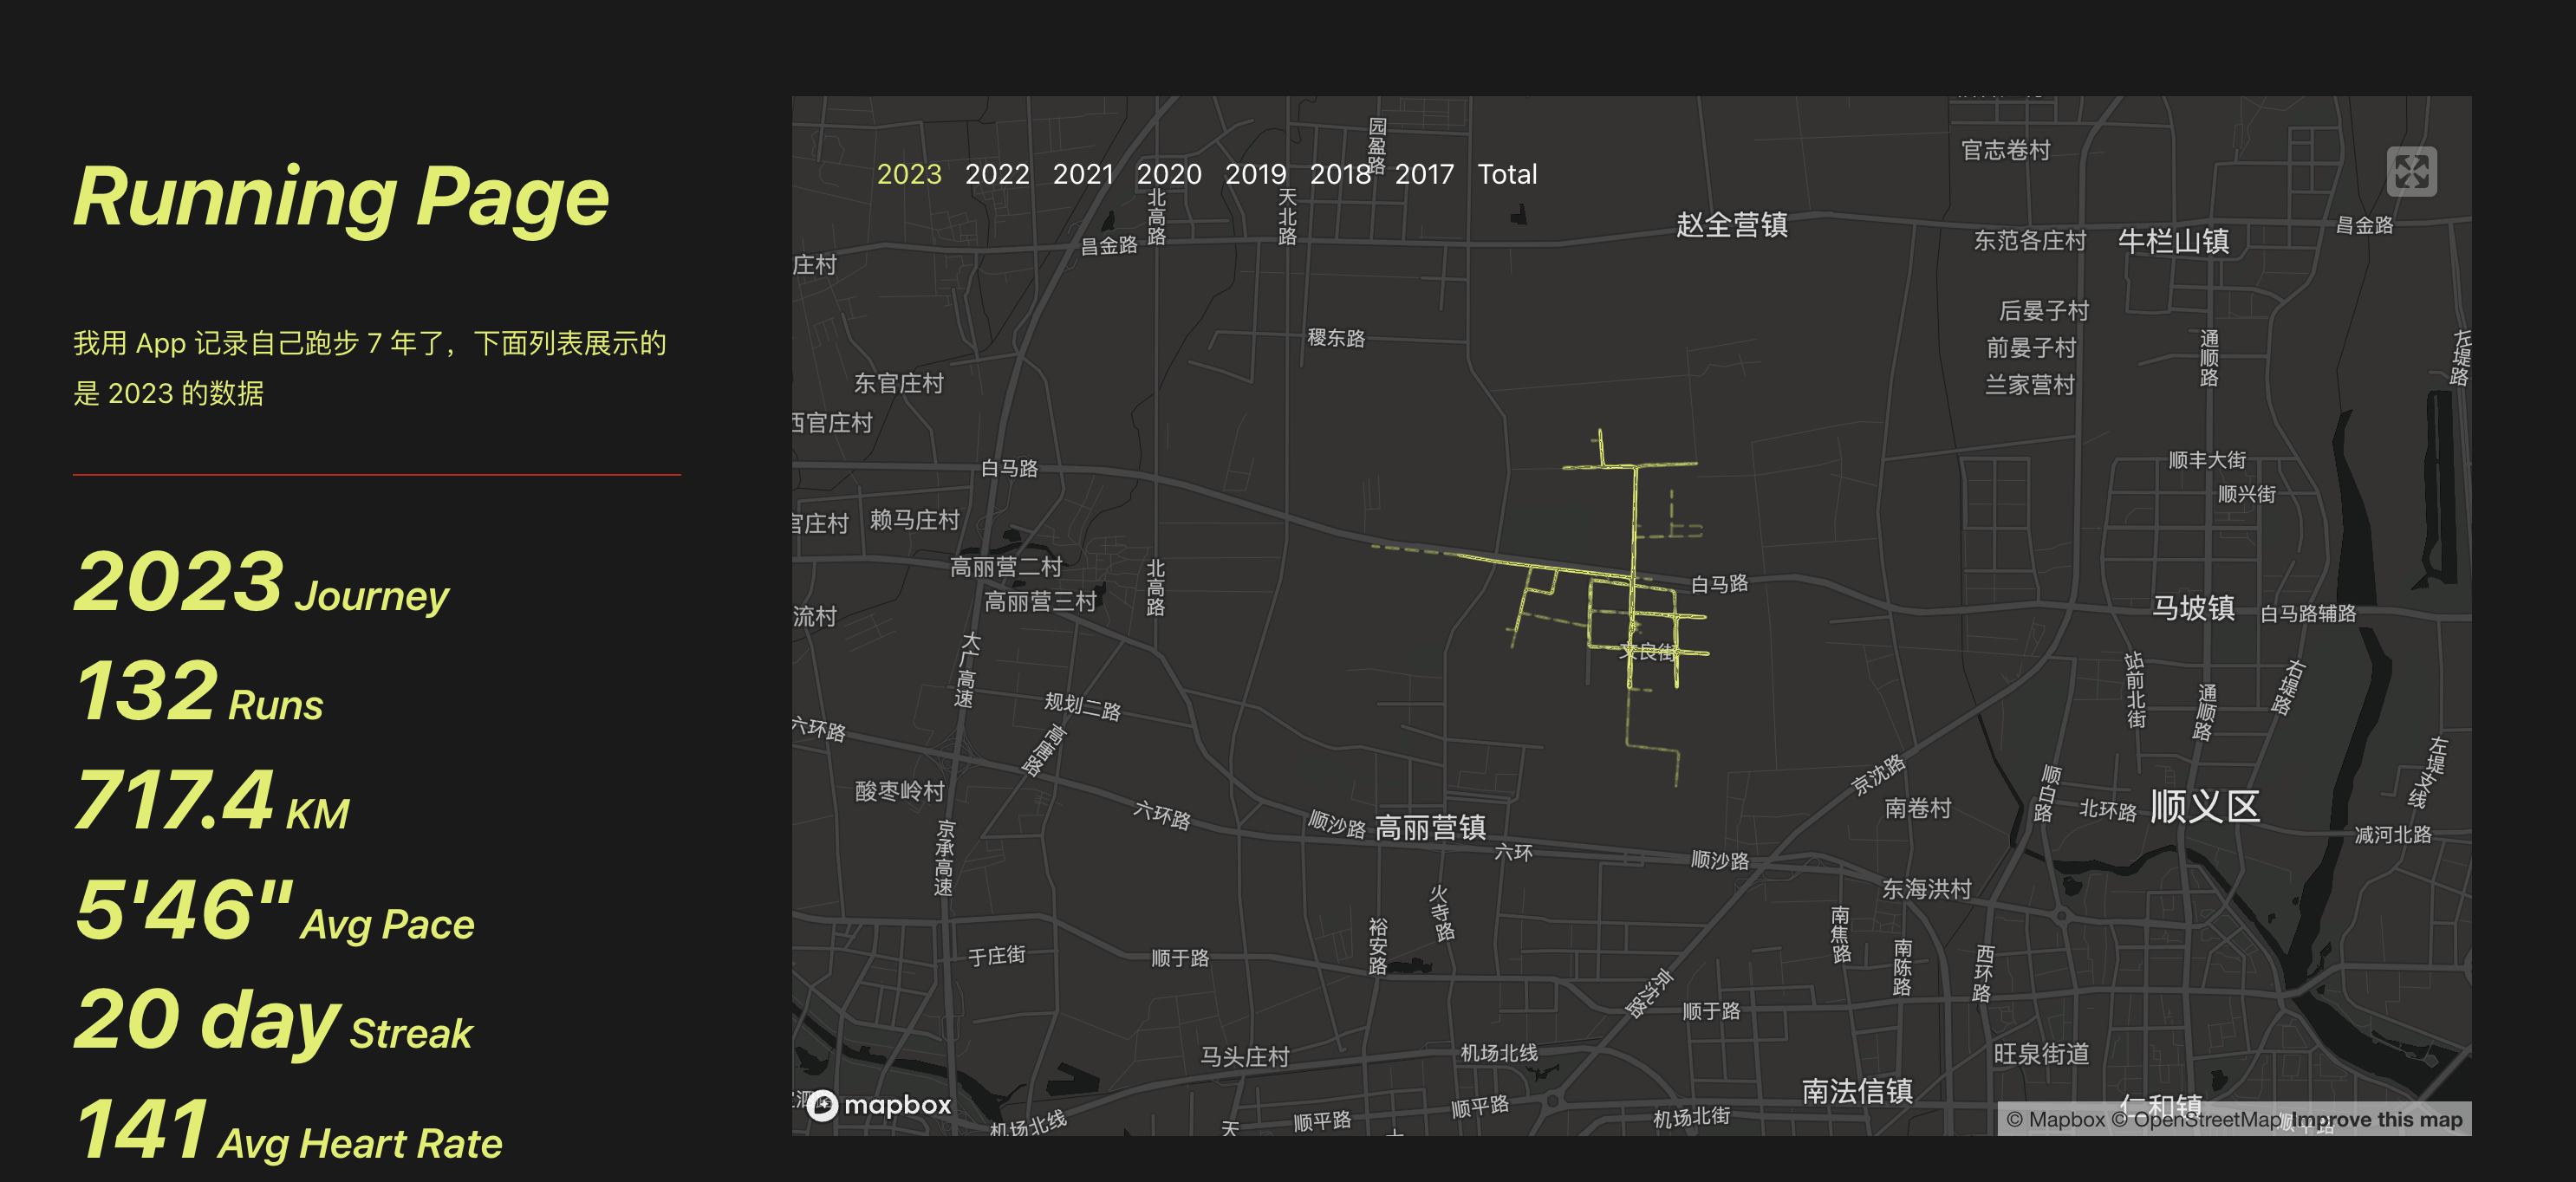 Running Page
我用 App 记录自己跑步 7 年了，下面列表展示的
是 2023 的数据
2023 Journey
132 Runs
717.4 KM
5'46" Avg Pace
20 day Streak
141 Avg Heart Rate
2023 2022 2021 2020 2019 2018 2017 Total
园盈路
官志卷村
北高路
天北路
昌金路
赵全营镇
东范各庄村
牛栏山镇
昌金路
庄村
后晏子村
前晏子村
兰家营村
稷东路
通顺路
左堤路
东官庄村
西官庄村
白马路
顺丰大街
顺兴街
官庄村
赖马庄村
高丽营二村
高丽营三村
北高路
白马路
马坡镇
白马路辅路
流村
文良街
大广高速
站前北街
通顺路
右堤路
规划二路
六环路
高唐路
酸枣岭村
京沈路
顺白路
左堤支线
南卷村
北环路
顺义区
六环路
顺沙路
高丽营镇
六环
顺沙路
减河北路
京承高速
东海洪村
火寺路
裕安路
南焦路
南陈路
西环路
于庄街
顺于路
京沈路
顺于路
马头庄村
机场北线
旺泉街道
南法信镇
仁和镇
机场北线
顺平路
顺平路
机场北街
天
mapbox
© Mapbox © OpenStreetMap Improve this map